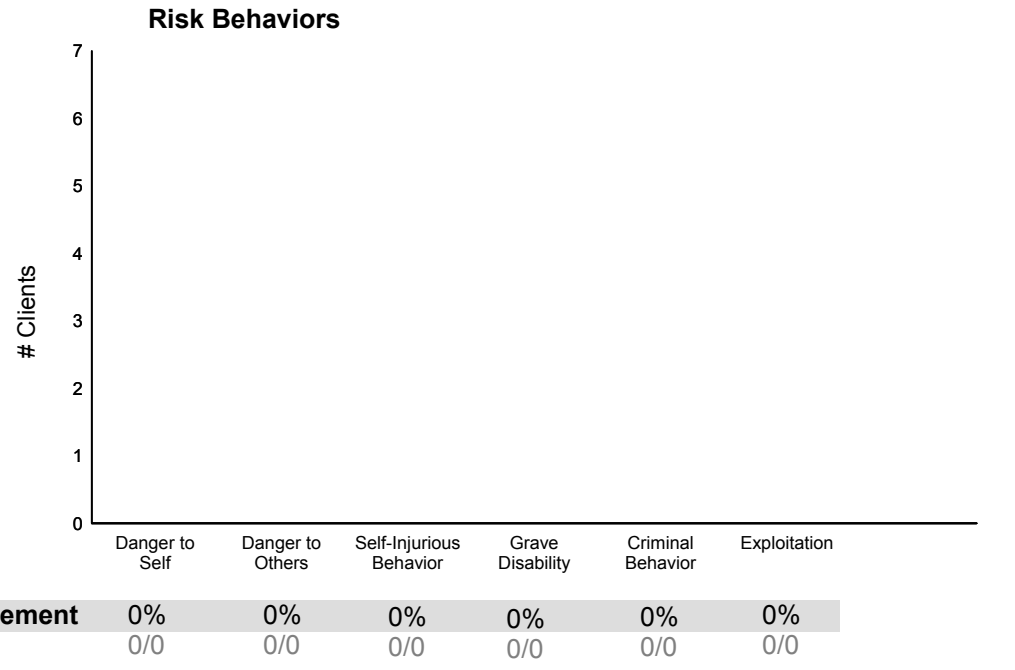 Risk Behaviors
7
6
5
4
3
2
1
0
# Clients
Danger to Self
Danger to Others
Self-Injurious Behavior
Grave Disability
Criminal Behavior
Exploitation
ement 0% 0% 0% 0% 0% 0%
0/0 0/0 0/0 0/0 0/0 0/0